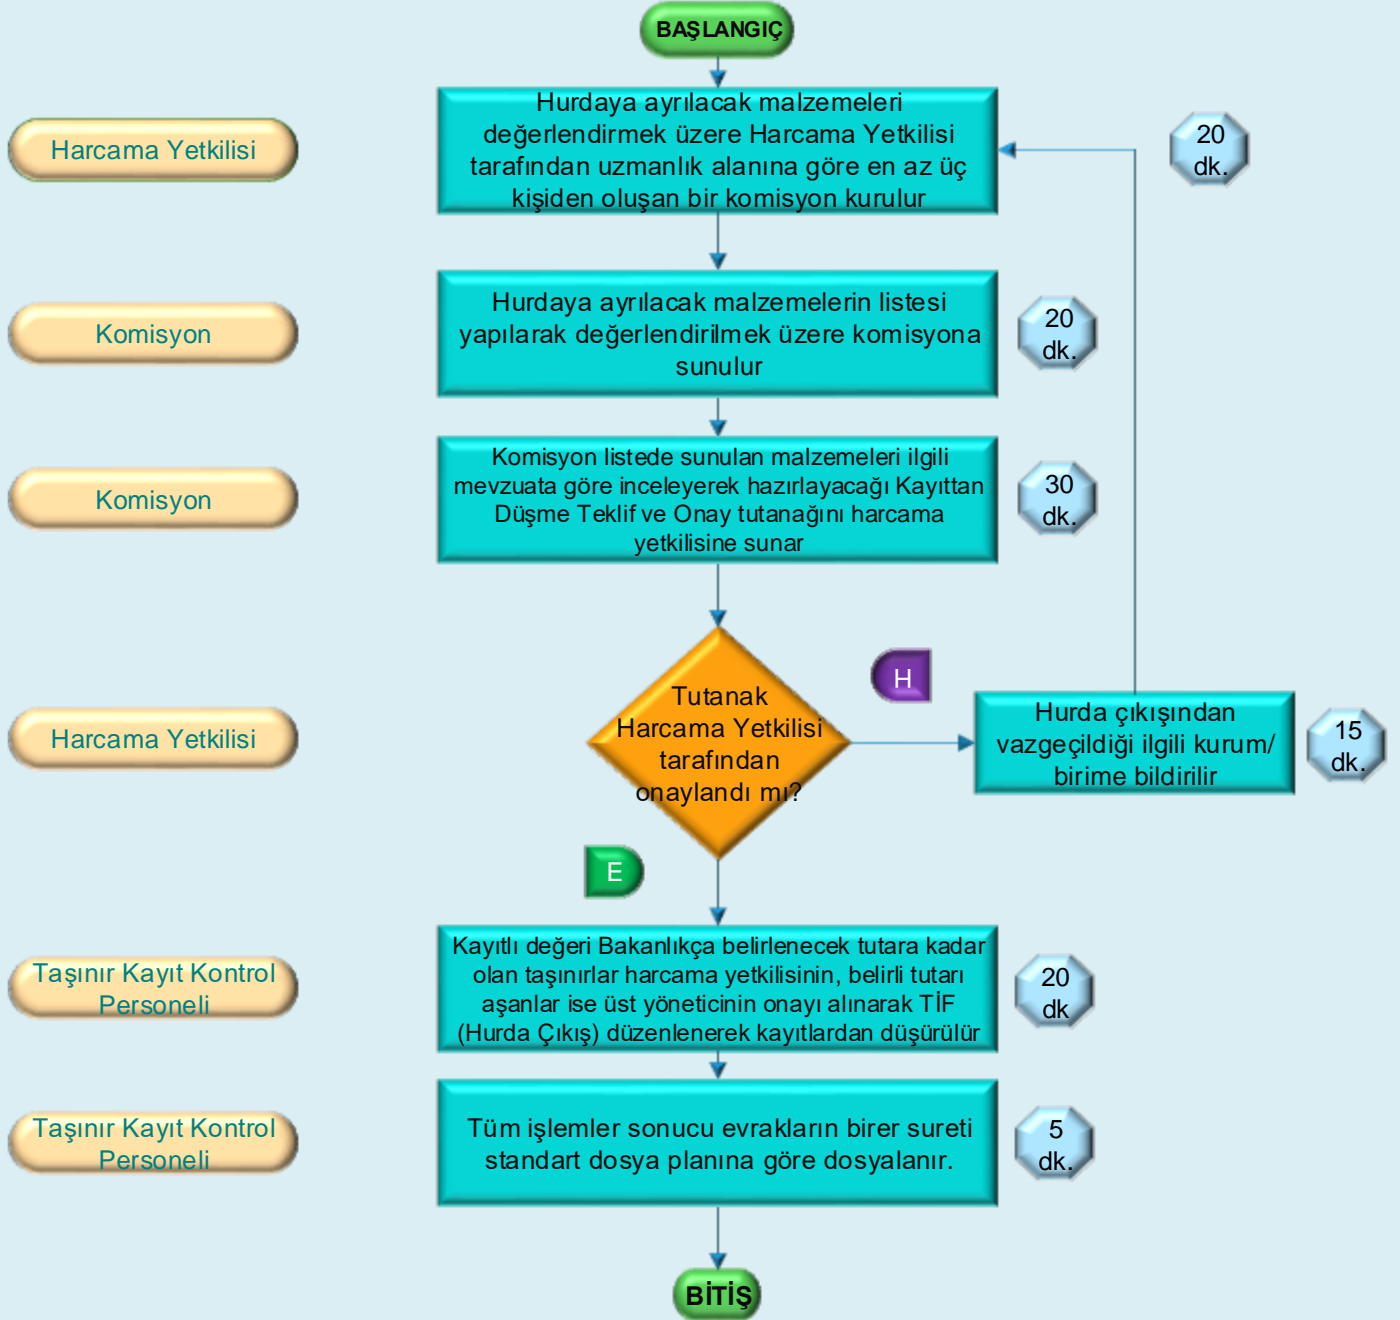 BAŞLANGIÇ
Harcama Yetkilisi
Hurdaya ayrılacak malzemeleri
değerlendirmek üzere Harcama Yetkilisi
tarafından uzmanlık alanına göre en az üç
kişiden oluşan bir komisyon kurulur
20
dk.
Komisyon
Hurdaya ayrılacak malzemelerin listesi
yapılarak değerlendirilmek üzere komisyona
sunulur
20
dk.
Komisyon
Komisyon listede sunulan malzemeleri ilgili
mevzuata göre inceleyerek hazırlayacağı Kayıttan
Düşme Teklif ve Onay tutanağını harcama
yetkilisine sunar
30
dk.
Harcama Yetkilisi
Tutanak
Harcama Yetkilisi
tarafından
onaylandı mı?
H
Hurda çıkışından
vazgeçildiği ilgili kurum/
birime bildirilir
15
dk.
E
Taşınır Kayıt Kontrol
Personeli
Kayıtlı değeri Bakanlıkça belirlenecek tutara kadar
olan taşınırlar harcama yetkilisinin, belirli tutarı
aşanlar ise üst yöneticinin onayı alınarak TİF
(Hurda Çıkış) düzenlenerek kayıtlardan düşürülür
20
dk
Taşınır Kayıt Kontrol
Personeli
Tüm işlemler sonucu evrakların birer sureti
standart dosya planına göre dosyalanır.
5
dk.
BİTİŞ